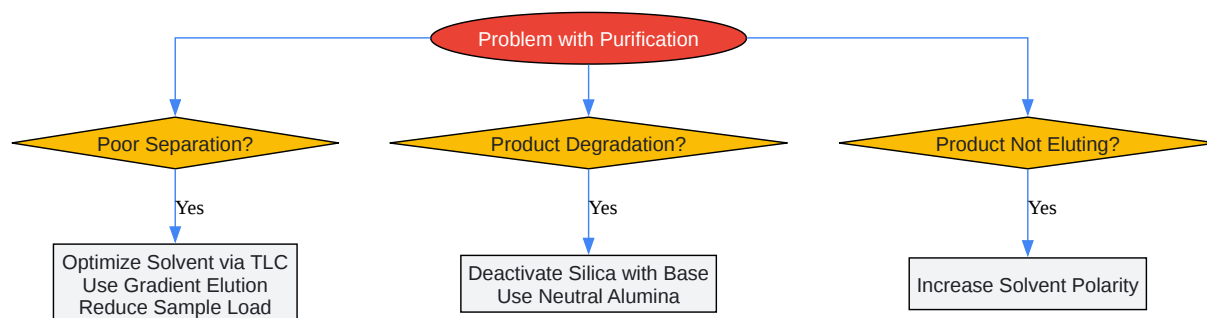 Problem with Purification
Poor Separation?
Product Degradation?
Product Not Eluting?
Yes
Yes
Yes
Optimize Solvent via TLC
Use Gradient Elution
Reduce Sample Load
Deactivate Silica with Base
Use Neutral Alumina
Increase Solvent Polarity